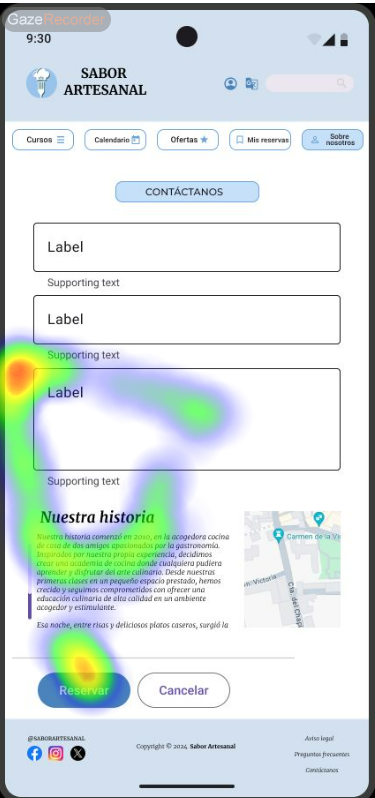 GazeRecorder
9:30
SABOR
ARTESANAL
Cursos
Calendario
Ofertas
Mis reservas
Sobre
nosotros
CONTÁCTANOS
Label
Supporting text
Label
Supporting text
Label
Supporting text
Nuestra historia
Nuestra historia comenzó en 2010, en la acogedora cocina
de casa de dos amigos apasionados por la gastronomía.
Inspirados por nuestra propia experiencia, decidimos
crear una academia de cocina donde cualquiera pudiera
aprender y disfrutar del arte culinario. Desde nuestras
primeras clases en un pequeño espacio prestado, hemos
crecido y seguimos comprometidos con ofrecer una
educación culinaria de alta calidad en un ambiente
acogedor y estimulante.
Esa noche, entre risas y deliciosos platos caseros, surgió la
Carmen de la Vi
Victoria
Cta. del Chapi
Reservar
Cancelar
@SABORARTESANAL
Copyright © 2024 Sabor Artesanal
Aviso legal
Preguntas frecuentes
Contáctanos